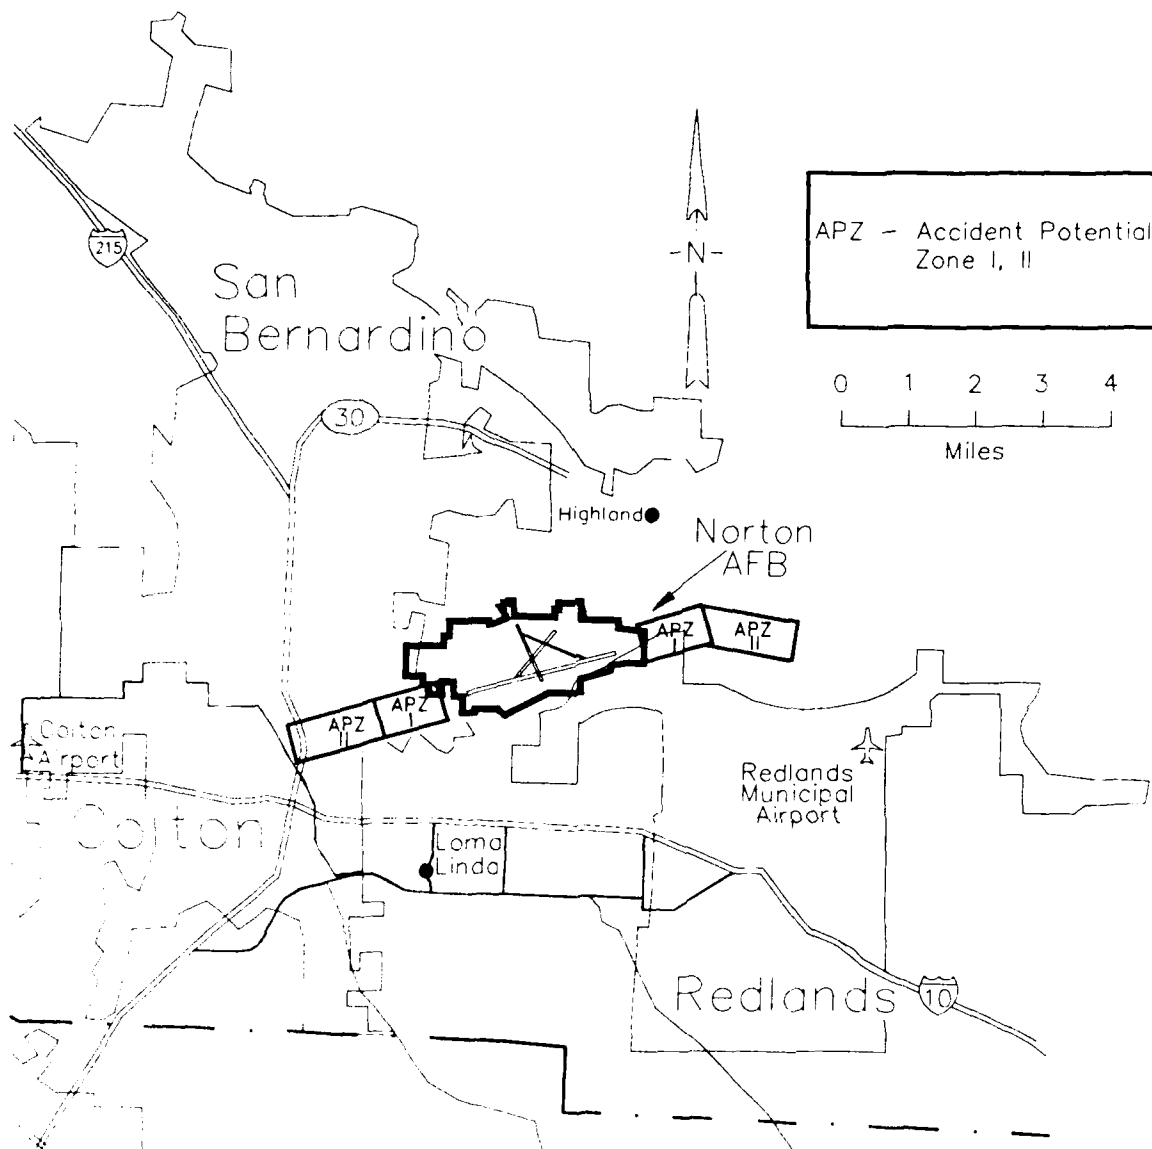 215
San
Bernardino
-N-
APZ – Accident Potential
Zone I, II
0 1 2 3 4
Miles
30
Highland
Norton
AFB
APZ
I
APZ
II
APZ
I
APZ
II
Colton
Airport
Redlands
Municipal
Airport
Colton
Loma
Linda
Redlands
10